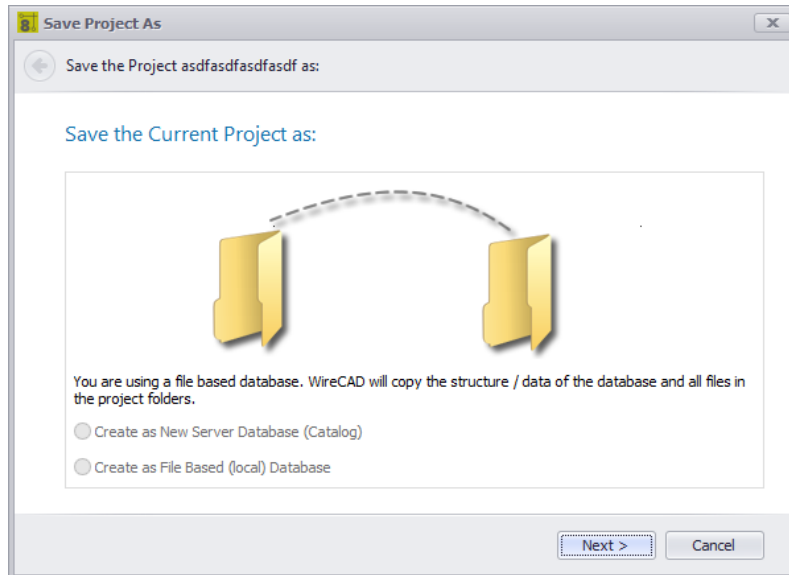 8 Save Project As
Save the Project asdfasdfasdfasdf as:
Save the Current Project as:
You are using a file based database. WireCAD will copy the structure / data of the database and all files in
the project folders.
Create as New Server Database (Catalog)
Create as File Based (local) Database
Next > Cancel